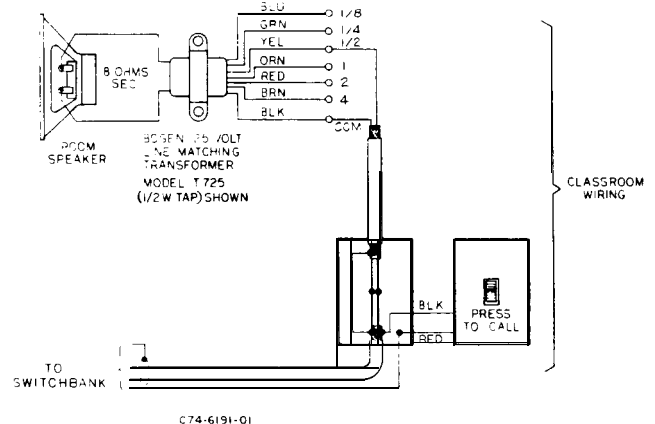 BLU 1/8
GRN 1/4
YEL 1/2
ORN 1
RED 2
BRN 4
BLK COM
8 OHMS
SEC
ROOM
SPEAKER
BOGEN 25 VOLT
LINE MATCHING
TRANSFORMER
MODEL T725
(1/2 W TAP) SHOWN
CLASSROOM
WIRING
BLK
RED
PRESS
TO CALL
TO
SWITCHBANK
C74-6191-01